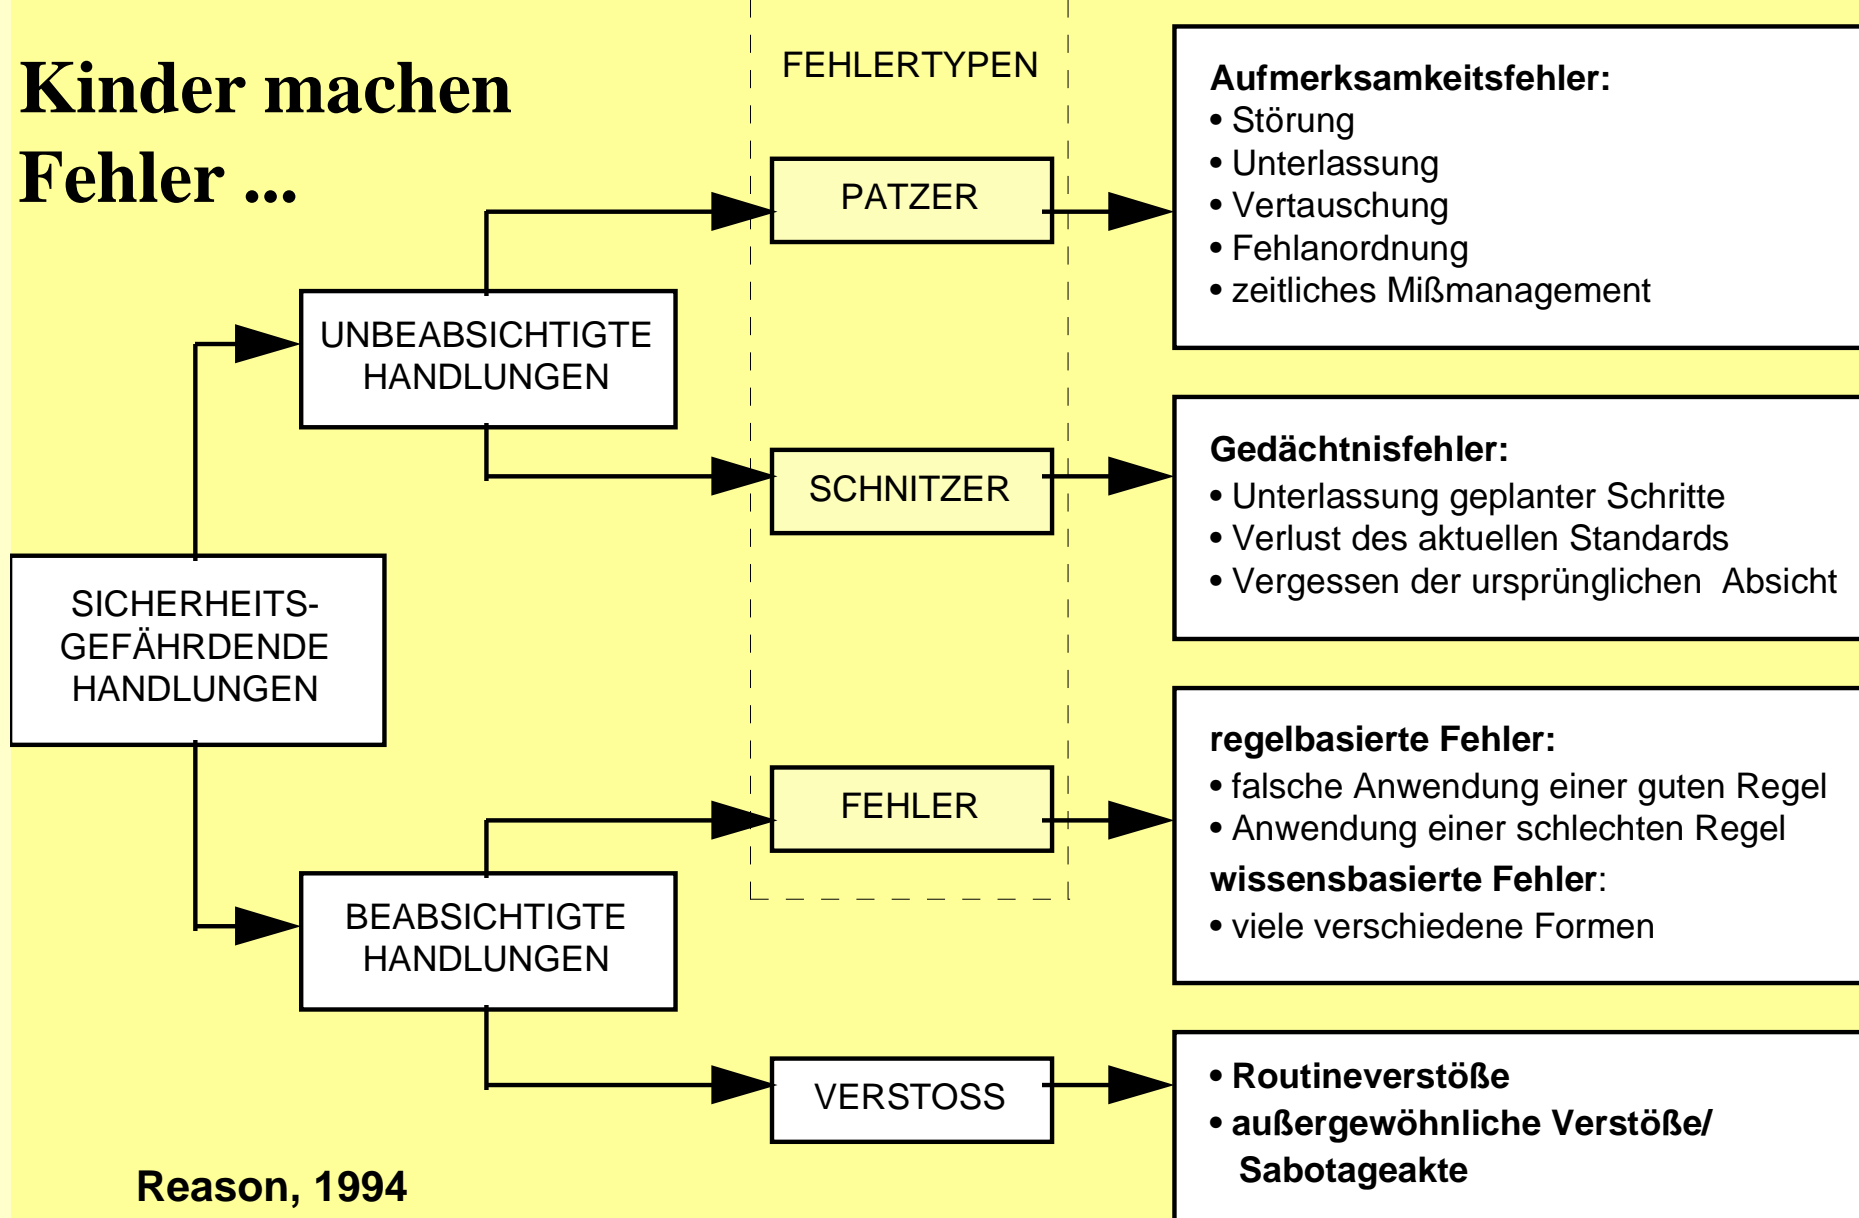 Kinder machen
Fehler ...
FEHLERTYPEN
PATZER
Aufmerksamkeitsfehler:
• Störung
• Unterlassung
• Vertauschung
• Fehlanordnung
• zeitliches Mißmanagement
UNBEABSICHTIGTE
HANDLUNGEN
SCHNITZER
Gedächtnisfehler:
• Unterlassung geplanter Schritte
• Verlust des aktuellen Standards
• Vergessen der ursprünglichen Absicht
SICHERHEITS-
GEFÄHRDENDE
HANDLUNGEN
FEHLER
regelbasierte Fehler:
• falsche Anwendung einer guten Regel
• Anwendung einer schlechten Regel
wissensbasierte Fehler:
• viele verschiedene Formen
BEABSICHTIGTE
HANDLUNGEN
VERSTOSS
• Routineverstöße
• außergewöhnliche Verstöße/
Sabotageakte
Reason, 1994